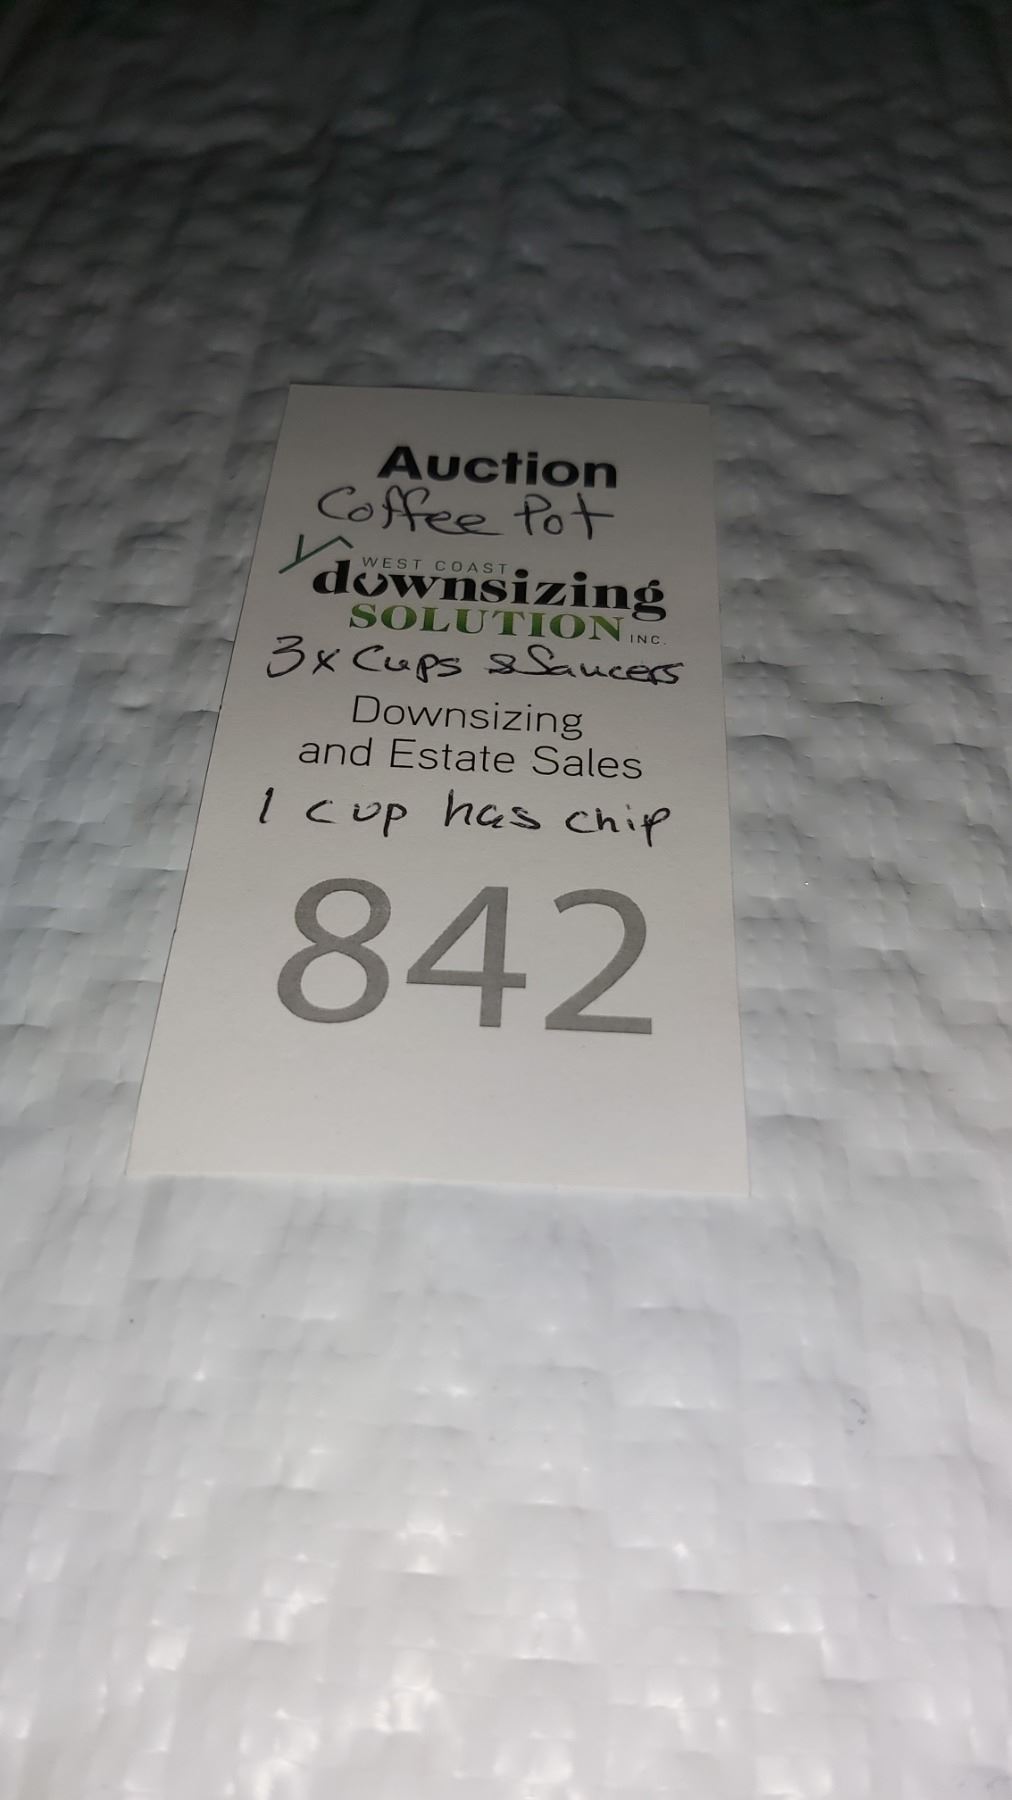 Auction
Coffee Pot
WEST COAST
downsizing
SOLUTION INC.
3x Cups & Saucers
Downsizing
and Estate Sales
1 cup has chip
842